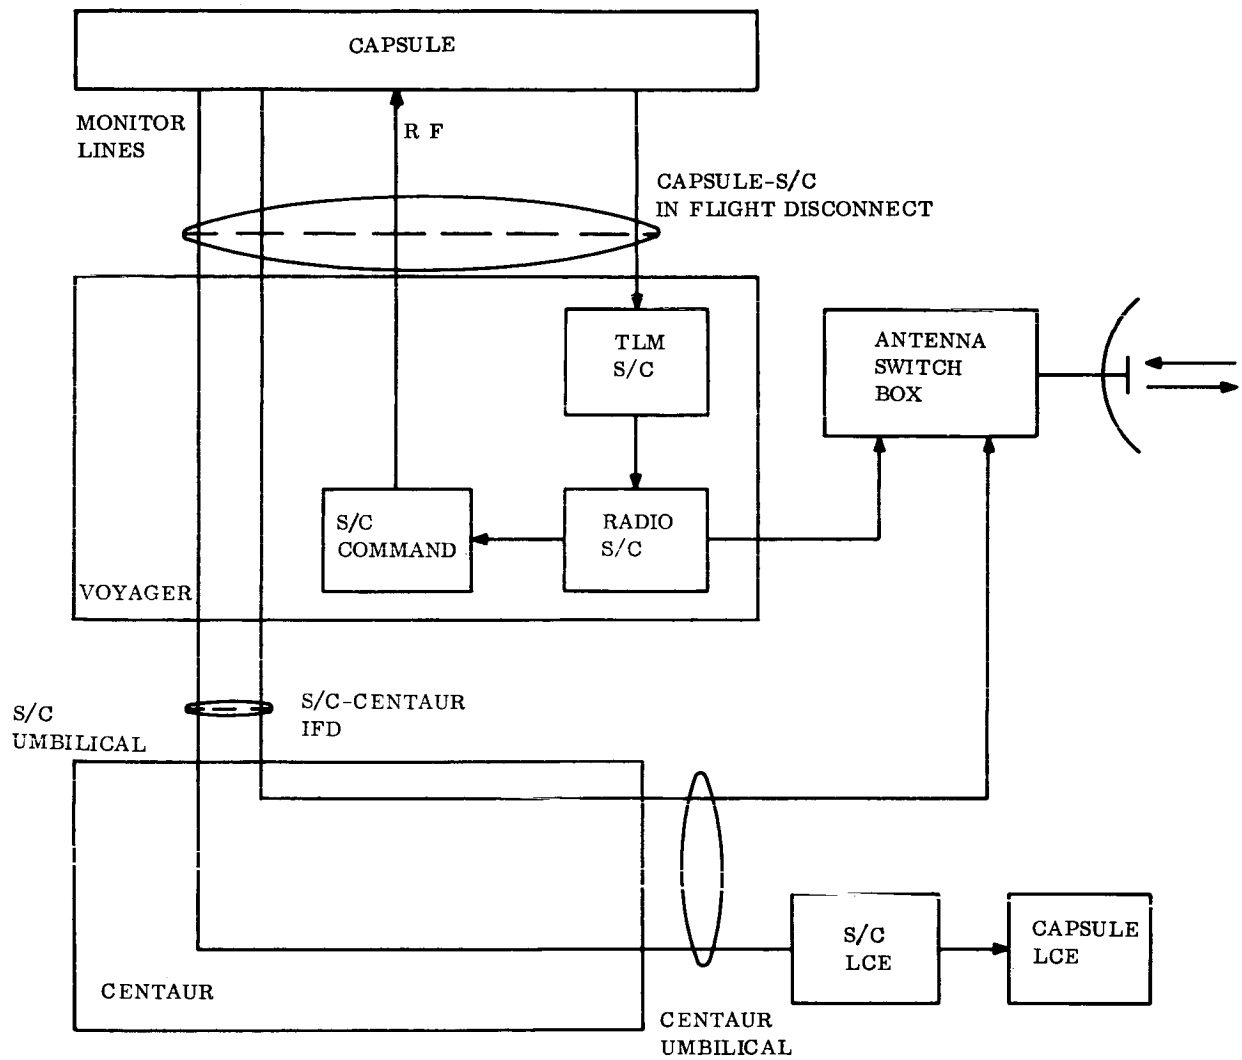 CAPSULE
MONITOR
LINES
R F
CAPSULE-S/C
IN FLIGHT DISCONNECT
TLM
S/C
ANTENNA
SWITCH
BOX
S/C
COMMAND
RADIO
S/C
VOYAGER
S/C
UMBILICAL
S/C-CENTAUR
IFD
S/C
LCE
CAPSULE
LCE
CENTAUR
CENTAUR
UMBILICAL